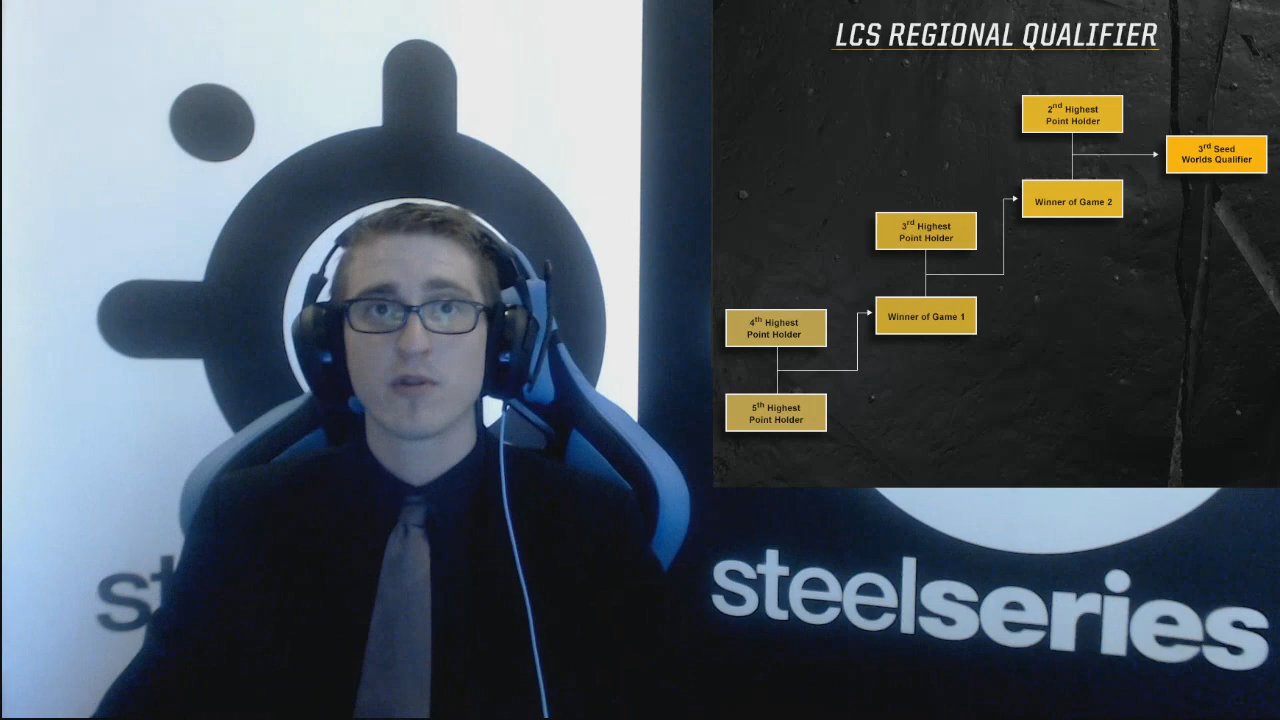 LCS REGIONAL QUALIFIER
2nd Highest
Point Holder
3rd Seed
Worlds Qualifier
Winner of Game 2
3rd Highest
Point Holder
Winner of Game 1
4th Highest
Point Holder
5th Highest
Point Holder
st
steelseries